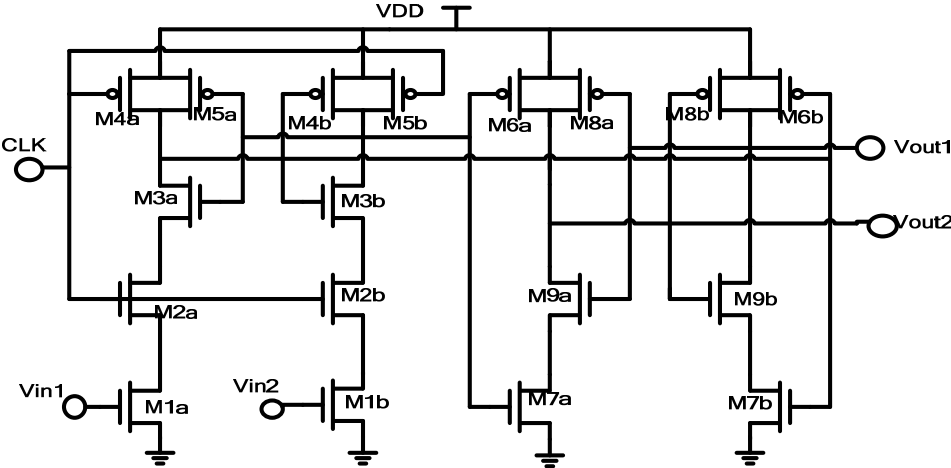 VDD
M4a
M5a
M4b
M5b
M6a
M8a
M8b
M6b
CLK
Vout1
M3a
M3b
Vout2
M2a
M2b
M9a
M9b
Vin1
Vin2
M1a
M1b
M7a
M7b